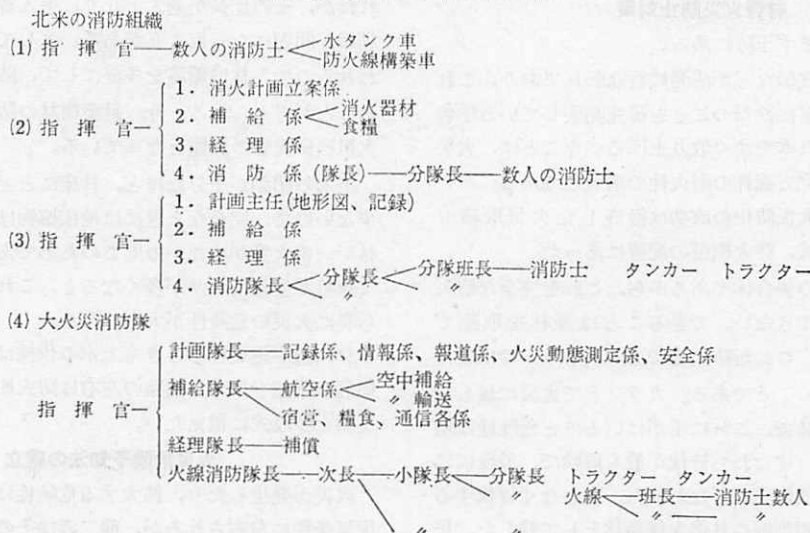 北米の消防組織
(1) 指揮官──数人の消防士<水タンク車
防火線構築車
1. 消火計画立案係
2. 補給係<消火器材
食糧
(2) 指揮官
3. 経理係
4. 消防係(隊長)──分隊長──数人の消防士
1. 計画主任(地形図、記録)
2. 補給係
(3) 指揮官
3. 経理係
4. 消防隊長<分隊長<分隊班長──消防士 タンカー トラクター
〃 〃
(4) 大火災消防隊
計画隊長──記録係、情報係、報道係、火災動態測定係、安全係
補給隊長──航空係<空中補給
〃 輸送
宿営、糧食、通信各係
指揮官
経理隊長──補償
火線消防隊長──次長──小隊長──分隊長 トラクター タンカー
火線──班長──消防士数人
〃 〃
〃 〃